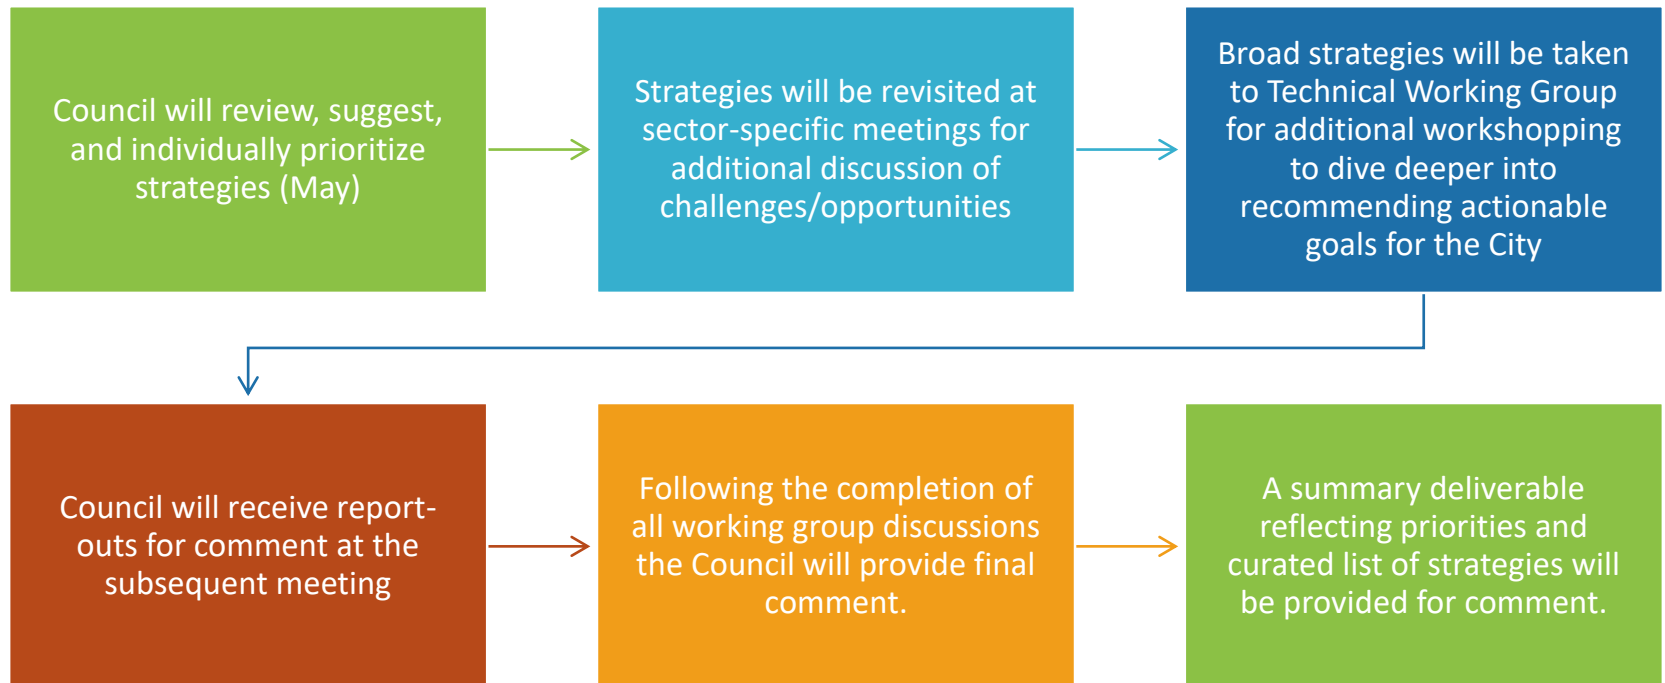 Council will review, suggest,
and individually prioritize
strategies (May)
Strategies will be revisited at
sector-specific meetings for
additional discussion of
challenges/opportunities
Broad strategies will be taken
to Technical Working Group
for additional workshopping
to dive deeper into
recommending actionable
goals for the City
Council will receive report-
outs for comment at the
subsequent meeting
Following the completion of
all working group discussions
the Council will provide final
comment.
A summary deliverable
reflecting priorities and
curated list of strategies will
be provided for comment.